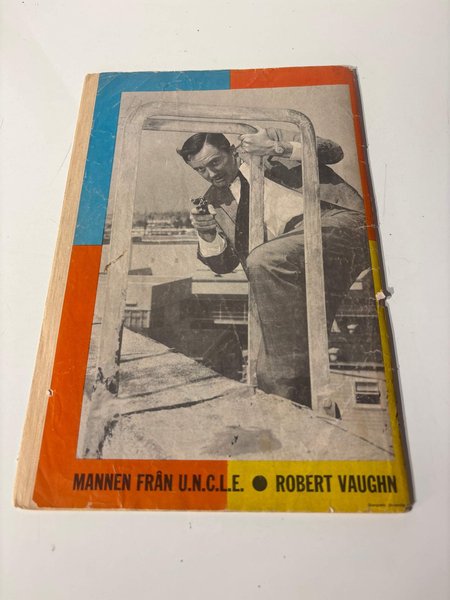 MANNEN FRÅN U.N.C.L.E. ● ROBERT VAUGHN